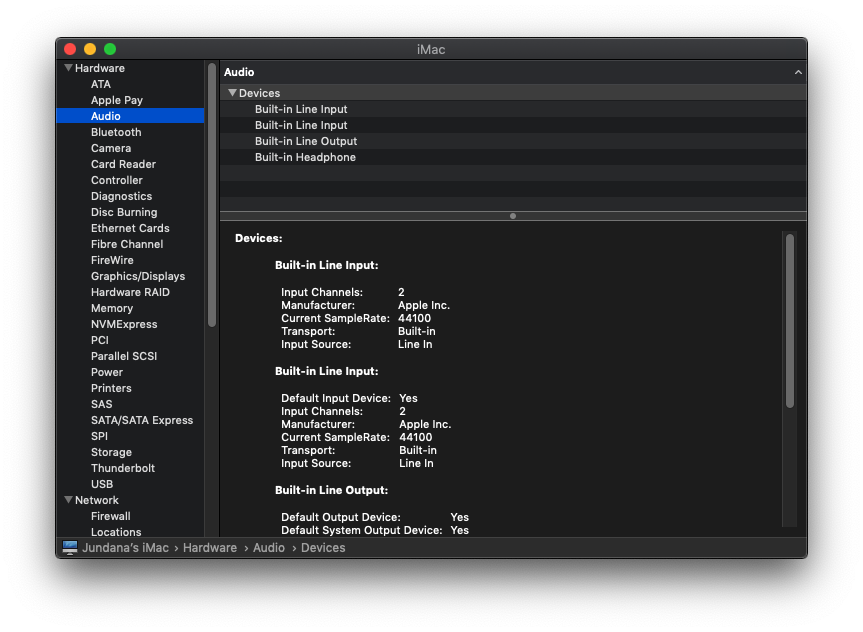 iMac
Hardware
ATA
Apple Pay
Audio
Bluetooth
Camera
Card Reader
Controller
Diagnostics
Disc Burning
Ethernet Cards
Fibre Channel
FireWire
Graphics/Displays
Hardware RAID
Memory
NVMExpress
PCI
Parallel SCSI
Power
Printers
SAS
SATA/SATA Express
SPI
Storage
Thunderbolt
USB
Network
Firewall
Locations
Audio
Devices
Built-in Line Input
Built-in Line Input
Built-in Line Output
Built-in Headphone
Devices:
Built-in Line Input:
Input Channels: 2
Manufacturer: Apple Inc.
Current SampleRate: 44100
Transport: Built-in
Input Source: Line In
Built-in Line Input:
Default Input Device: Yes
Input Channels: 2
Manufacturer: Apple Inc.
Current SampleRate: 44100
Transport: Built-in
Input Source: Line In
Built-in Line Output:
Default Output Device: Yes
Default System Output Device: Yes
Jundana's iMac › Hardware › Audio › Devices